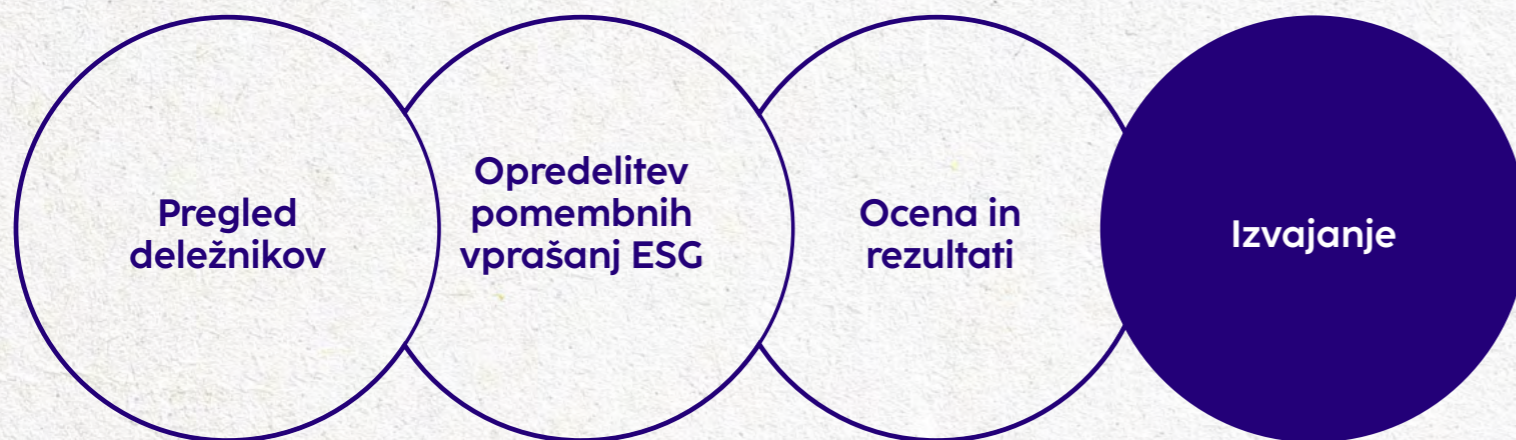 Pregled
deležnikov
Opredelitev
pomembnih
vprašanj ESG
Ocena in
rezultati
Izvajanje